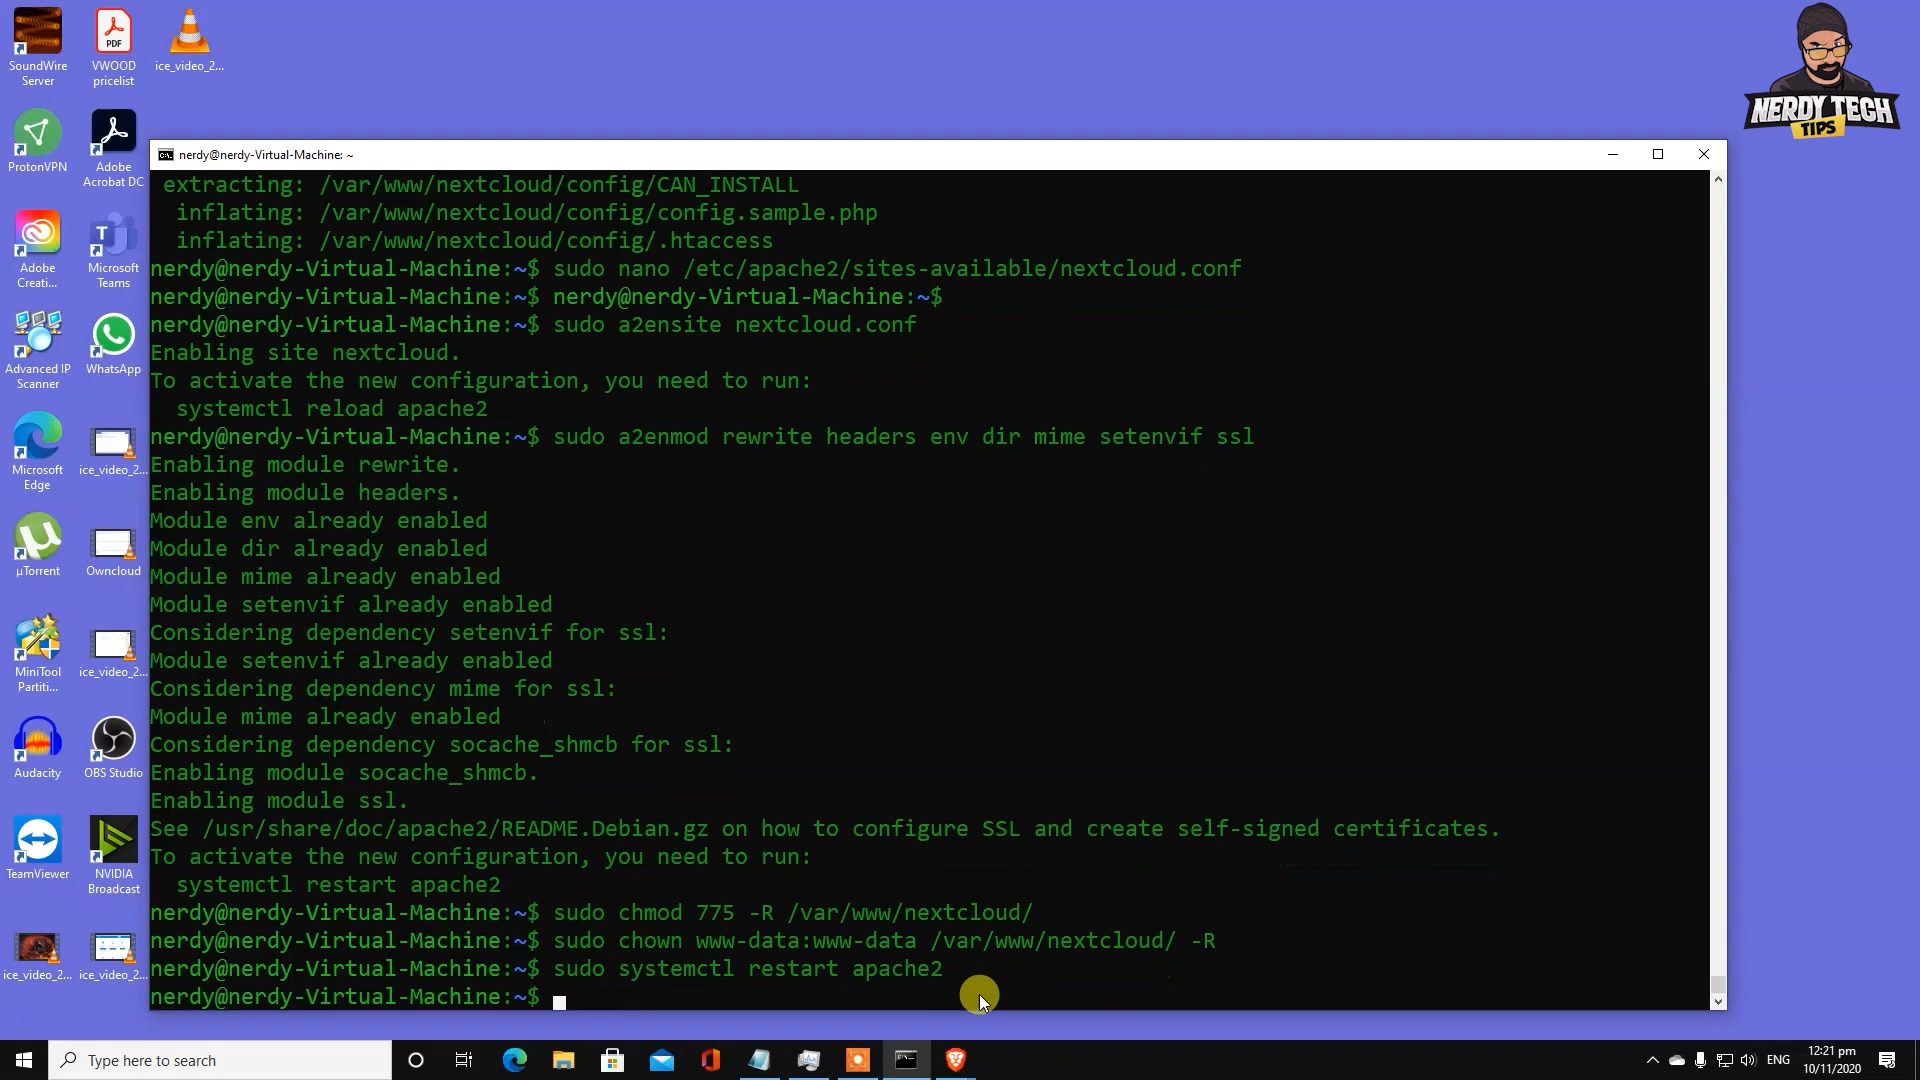 SoundWire
Server
VWOOD
pricelist
ice_video_2...
ProtonVPN
Adobe
Acrobat DC
Adobe
Creati...
Microsoft
Teams
Advanced IP
Scanner
WhatsApp
Microsoft
Edge
ice_video_2...
µTorrent
Owncloud
MiniTool
Partiti...
ice_video_2...
Audacity
OBS Studio
TeamViewer
NVIDIA
Broadcast
ice_video_2...
ice_video_2...
PDF
NERDY TECH
TIPS
nerdy@nerdy-Virtual-Machine: ~
extracting: /var/www/nextcloud/config/CAN_INSTALL
inflating: /var/www/nextcloud/config/config.sample.php
inflating: /var/www/nextcloud/config/.htaccess
nerdy@nerdy-Virtual-Machine:~$ sudo nano /etc/apache2/sites-available/nextcloud.conf
nerdy@nerdy-Virtual-Machine:~$ nerdy@nerdy-Virtual-Machine:~$
nerdy@nerdy-Virtual-Machine:~$ sudo a2ensite nextcloud.conf
Enabling site nextcloud.
To activate the new configuration, you need to run:
systemctl reload apache2
nerdy@nerdy-Virtual-Machine:~$ sudo a2enmod rewrite headers env dir mime setenvif ssl
Enabling module rewrite.
Enabling module headers.
Module env already enabled
Module dir already enabled
Module mime already enabled
Module setenvif already enabled
Considering dependency setenvif for ssl:
Module setenvif already enabled
Considering dependency mime for ssl:
Module mime already enabled
Considering dependency socache_shmcb for ssl:
Enabling module socache_shmcb.
Enabling module ssl.
See /usr/share/doc/apache2/README.Debian.gz on how to configure SSL and create self-signed certificates.
To activate the new configuration, you need to run:
systemctl restart apache2
nerdy@nerdy-Virtual-Machine:~$ sudo chmod 775 -R /var/www/nextcloud/
nerdy@nerdy-Virtual-Machine:~$ sudo chown www-data:www-data /var/www/nextcloud/ -R
nerdy@nerdy-Virtual-Machine:~$ sudo systemctl restart apache2
nerdy@nerdy-Virtual-Machine:~$
Type here to search
ENG
12:21 pm
10/11/2020